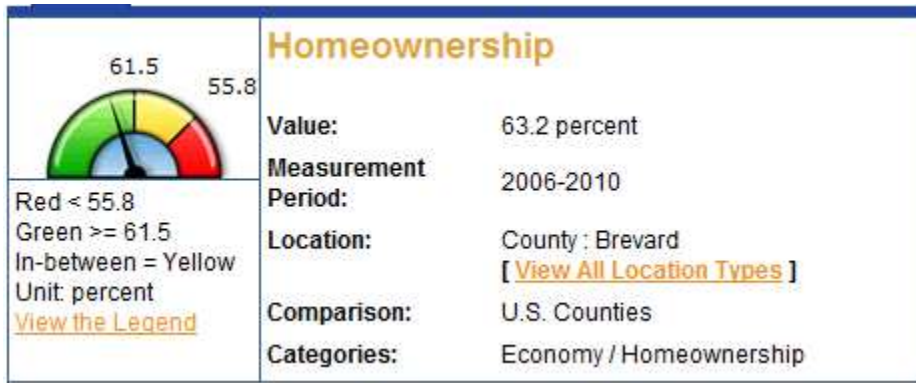 61.5
55.8
Red < 55.8
Green >= 61.5
In-between = Yellow
Unit: percent
View the Legend
Homeownership
Value: 63.2 percent
Measurement Period: 2006-2010
Location: County : Brevard
[ View All Location Types ]
Comparison: U.S. Counties
Categories: Economy / Homeownership